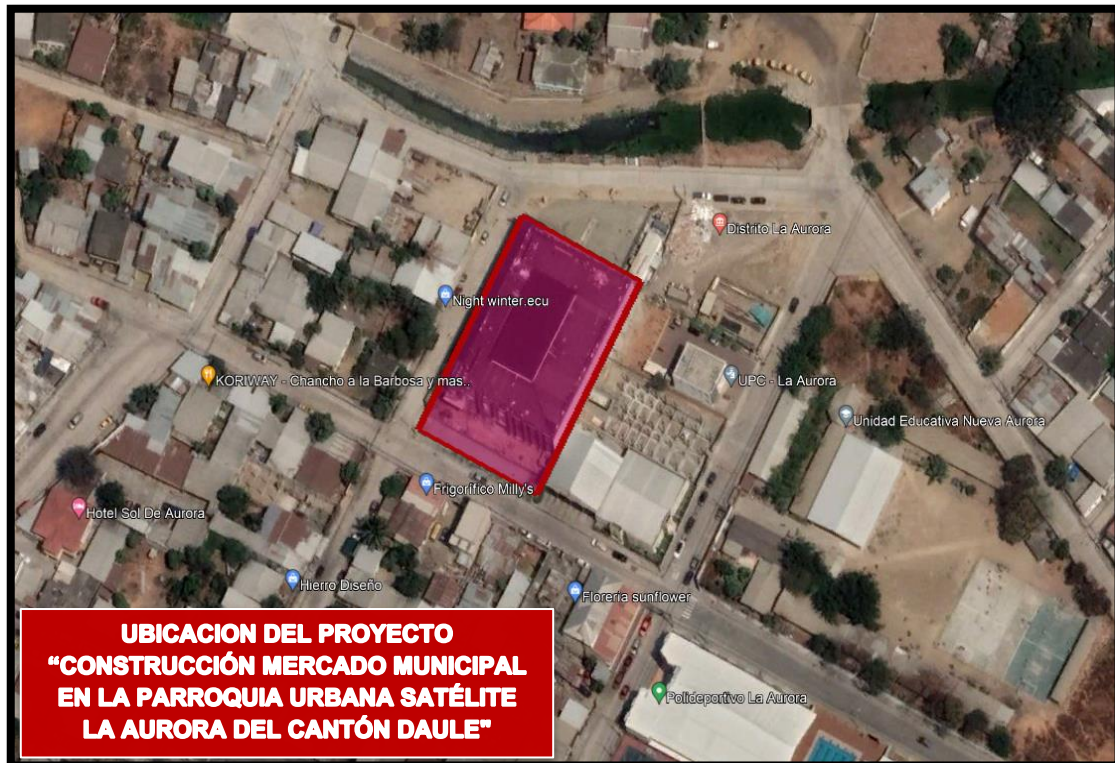 Distrito La Aurora
Night winter.ecu
KORIWAY - Chancho a la Barbosa y mas..
UPC - La Aurora
Unidad Educativa Nueva Aurora
Frigorífico Milly's
Hotel Sol De Aurora
Hierro Diseño
Floreria sunflower
Polideportivo La Aurora
UBICACION DEL PROYECTO
“CONSTRUCCIÓN MERCADO MUNICIPAL
EN LA PARROQUIA URBANA SATÉLITE
LA AURORA DEL CANTÓN DAULE"